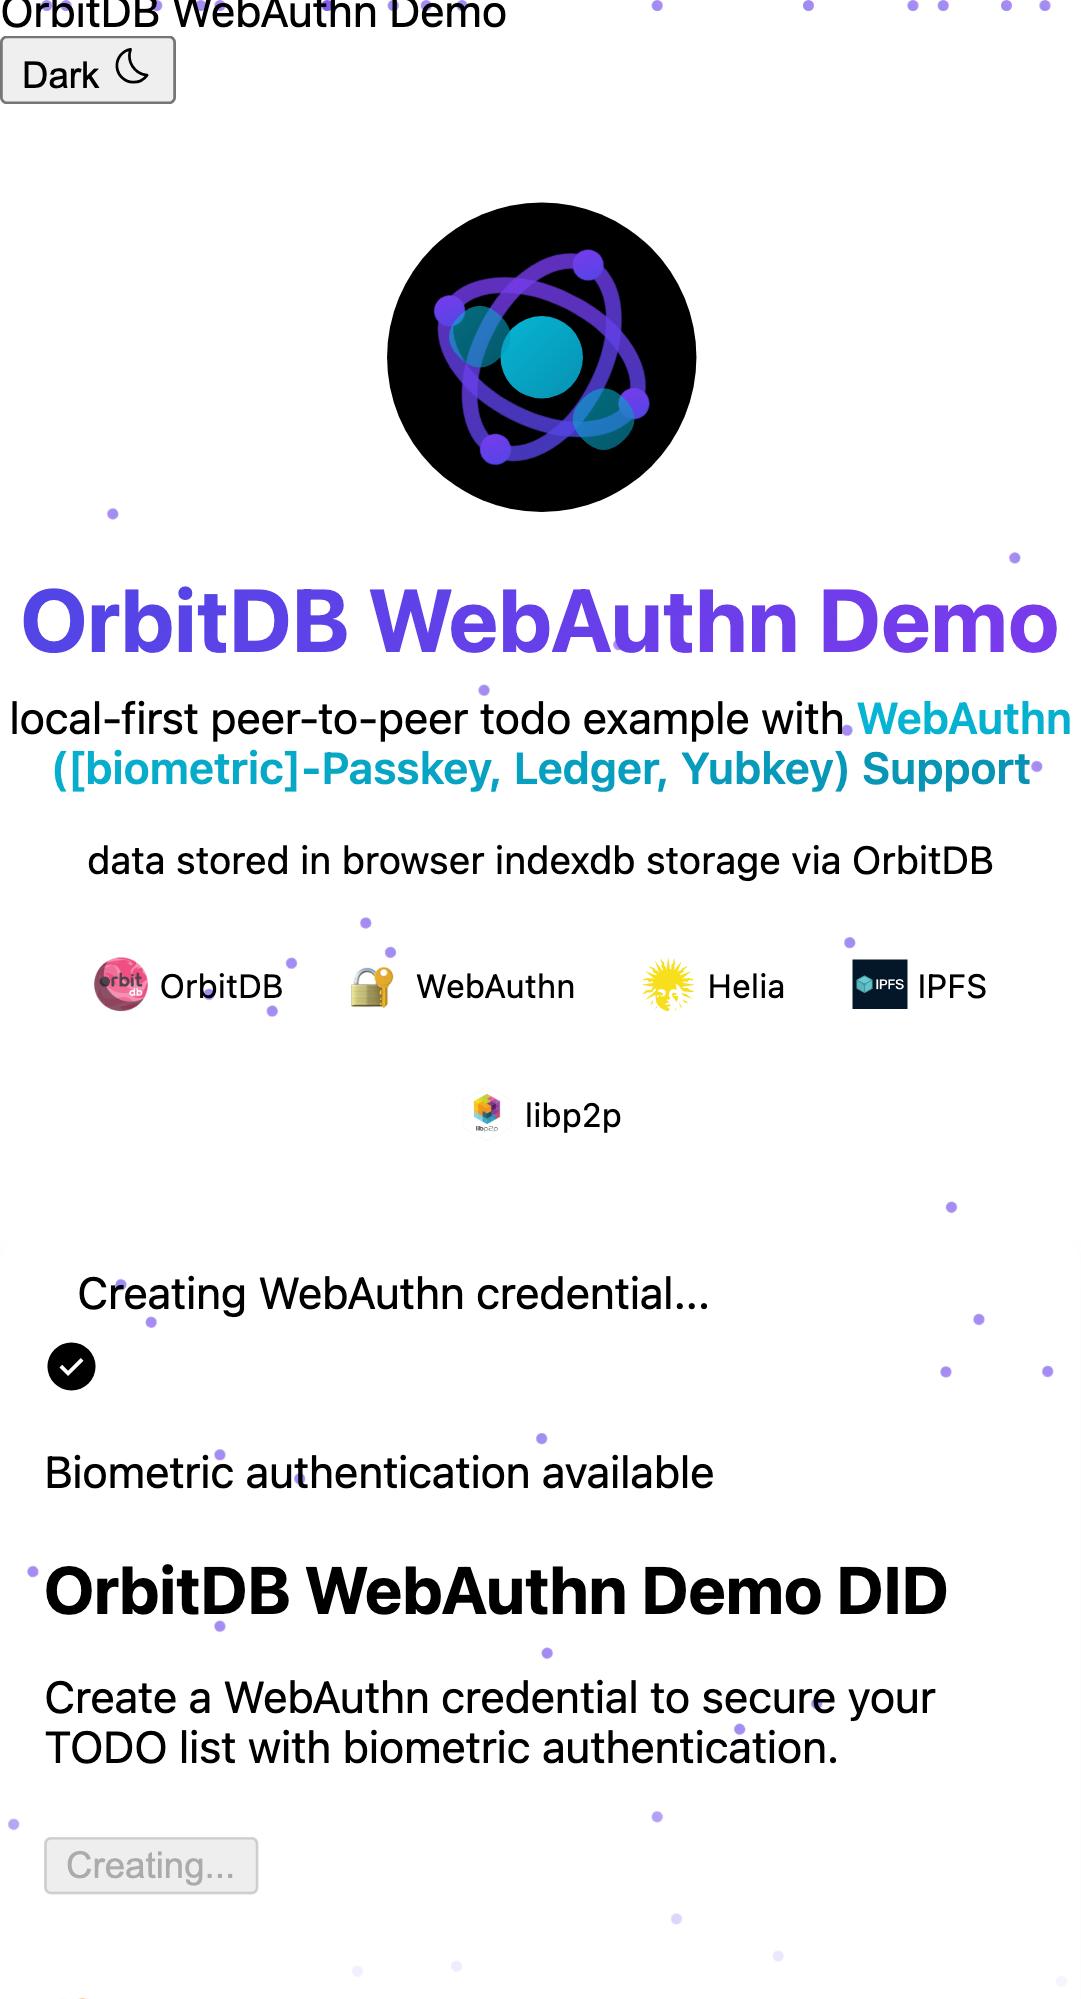 OrbitDB WebAuthn Demo
Dark
OrbitDB WebAuthn Demo
local-first peer-to-peer todo example with WebAuthn
([biometric]-Passkey, Ledger, Yubkey) Support
data stored in browser indexdb storage via OrbitDB
orbit
db
OrbitDB
WebAuthn
Helia
IPFS
IPFS
libp2p
libp2p
Creating WebAuthn credential...
Biometric authentication available
OrbitDB WebAuthn Demo DID
Create a WebAuthn credential to secure your
TODO list with biometric authentication.
Creating...